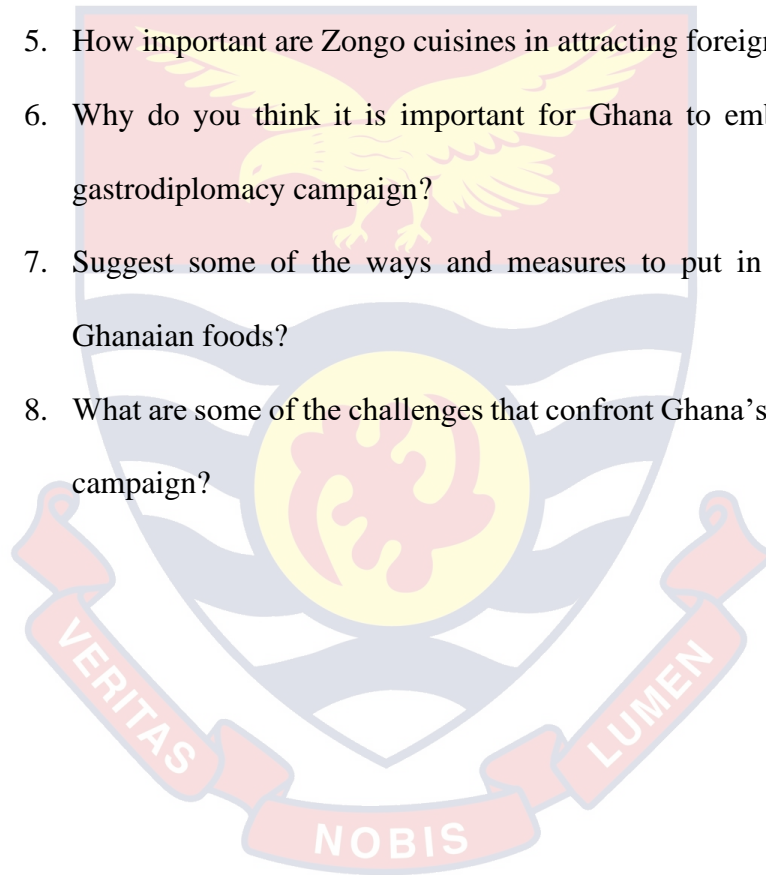 5. How important are Zongo cuisines in attracting foreign
6. Why do you think it is important for Ghana to
gastrodiplomacy campaign?
7. Suggest some of the ways and measures to put in
Ghanaian foods?
8. What are some of the challenges that confront Ghana’s
campaign?
VERITAS
NOBIS
LUMEN